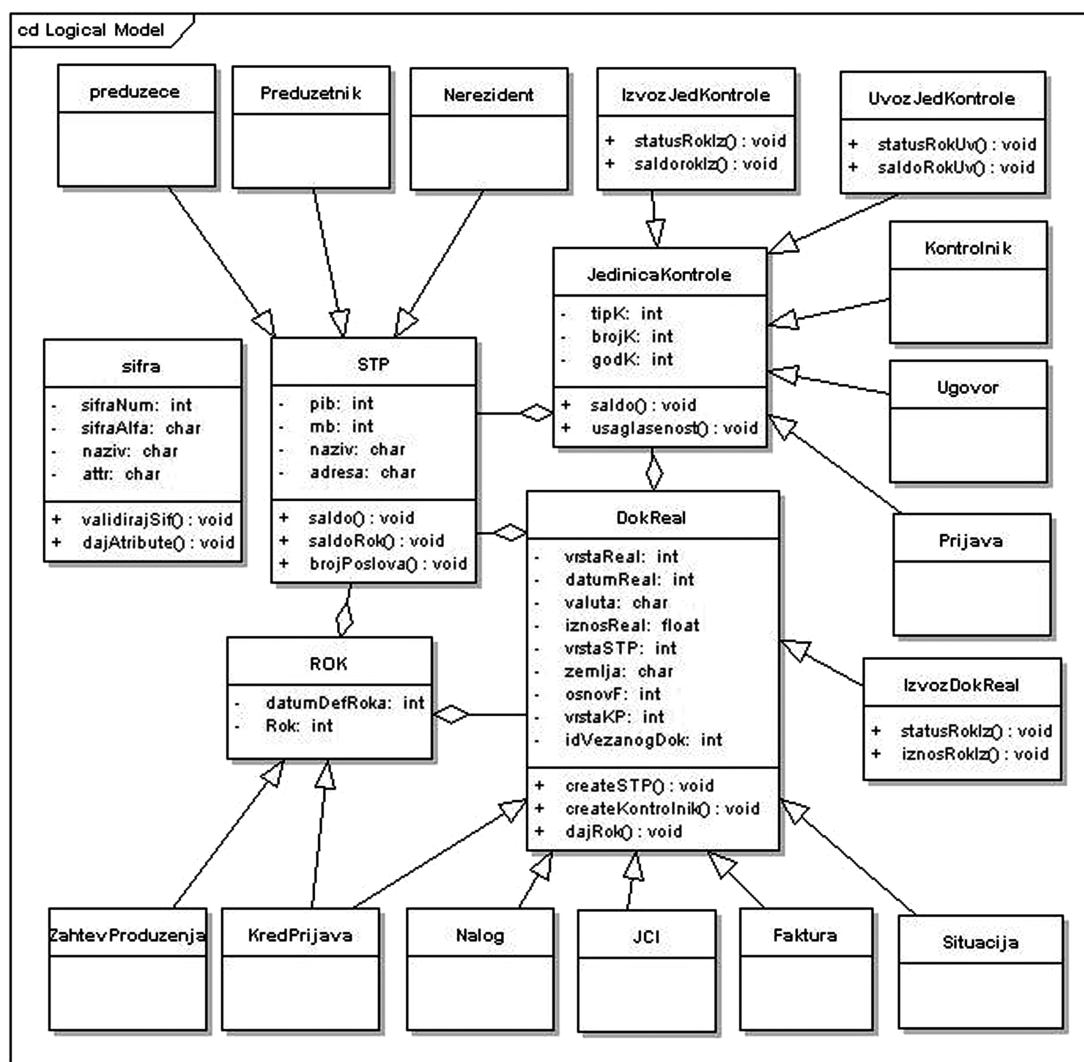 cd Logical Model
preduzece
Preduzetnik
Nerezident
IzvozJedKontrole
+ statusRokIz() : void
+ saldorokIz() : void
UvozJedKontrole
+ statusRokUv() : void
+ saldoRokUv() : void
JedinicaKontrole
- tipK: int
- brojK: int
- godK: int
+ saldo() : void
+ usaglasenost() : void
Kontrolnik
Ugovor
Prijava
sifra
- sifraNum: int
- sifraAlfa: char
- naziv: char
- attr: char
+ validirajSif() : void
+ dajAtribute() : void
STP
- pib: int
- mb: int
- naziv: char
- adresa: char
+ saldo() : void
+ saldoRok() : void
+ brojPoslova() : void
DokReal
- vrstaReal: int
- datumReal: int
- valuta: char
- iznosReal: float
- vrstaSTP: int
- zemlja: char
- osnovF: int
- vrstaKP: int
- idVezanogDok: int
+ createSTP() : void
+ createKontrolnik() : void
+ dajRok() : void
ROK
- datumDefRoka: int
- Rok: int
IzvozDokReal
+ statusRokIz() : void
+ iznosRokIz() : void
ZahtevProduzenja
KredPrijava
Nalog
JCI
Faktura
Situacija